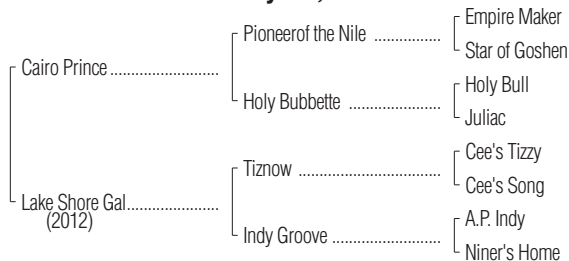 Empire Maker
Pioneerof the Nile ................
Star of Goshen
Cairo Prince ..........................
Holy Bull
Holy Bubbette ......................
Juliac
Cee's Tizzy
Tiznow ..................................
Cee's Song
Lake Shore Gal......................
(2012)
A.P. Indy
Indy Groove ..........................
Niner's Home